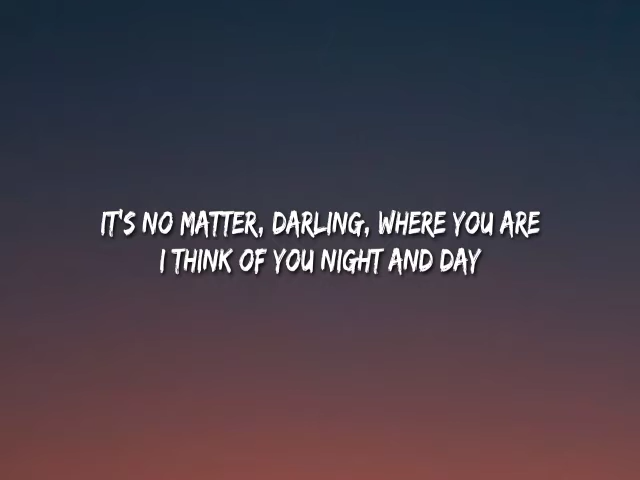 IT'S NO MATTER, DARLING, WHERE YOU ARE
I THINK OF YOU NIGHT AND DAY